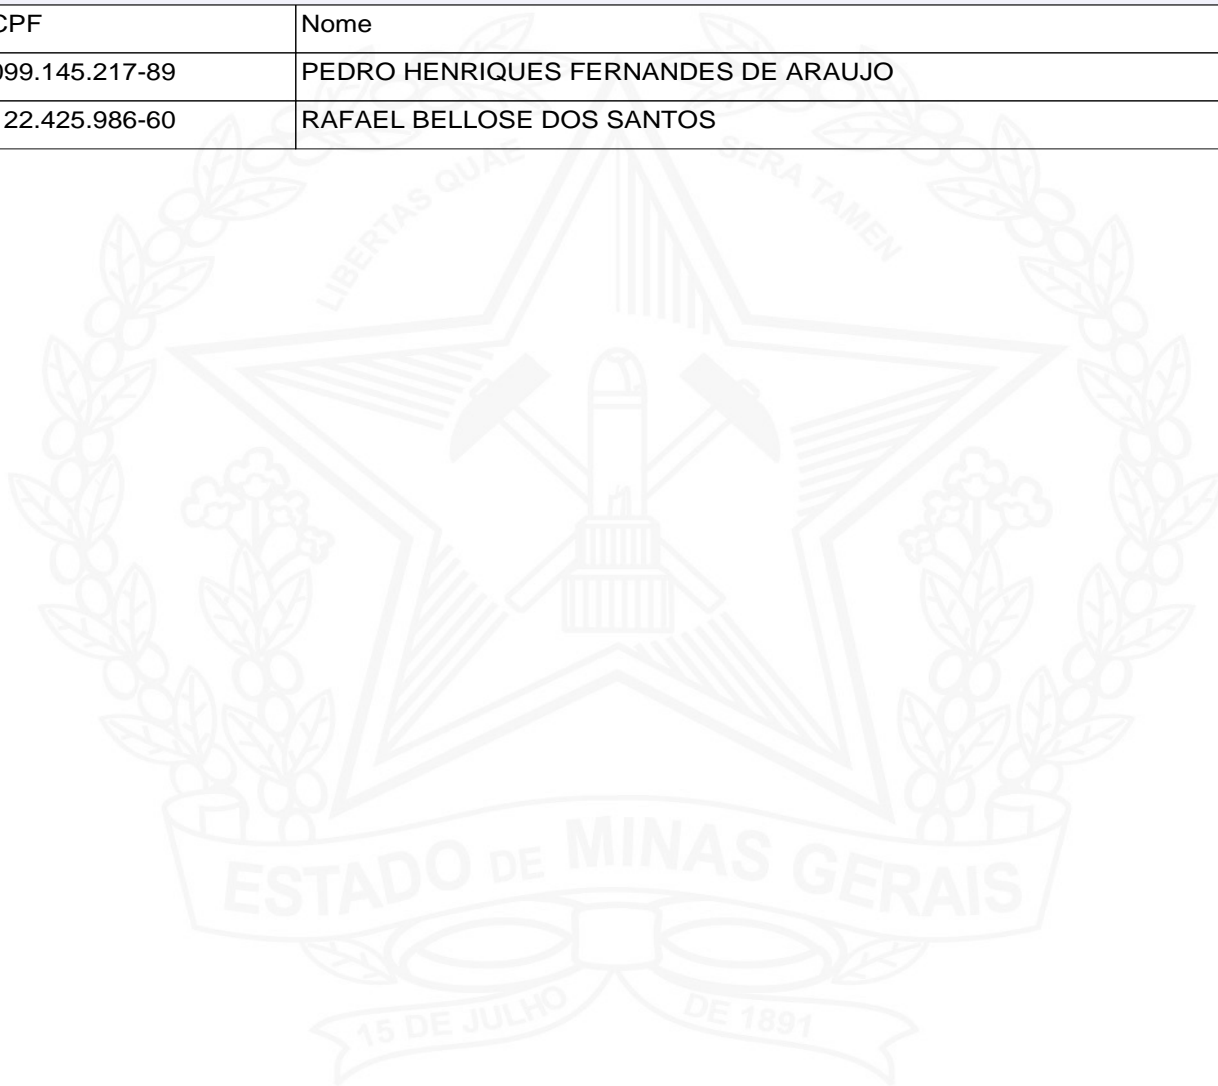 CPF Nome
099.145.217-89 PEDRO HENRIQUES FERNANDES DE ARAUJO
22.425.986-60 RAFAEL BELLOSE DOS SANTOS
LIBERTAS QUAE SERA TAMEN
ESTADO DE MINAS GERAIS
15 DE JULHO DE 1891